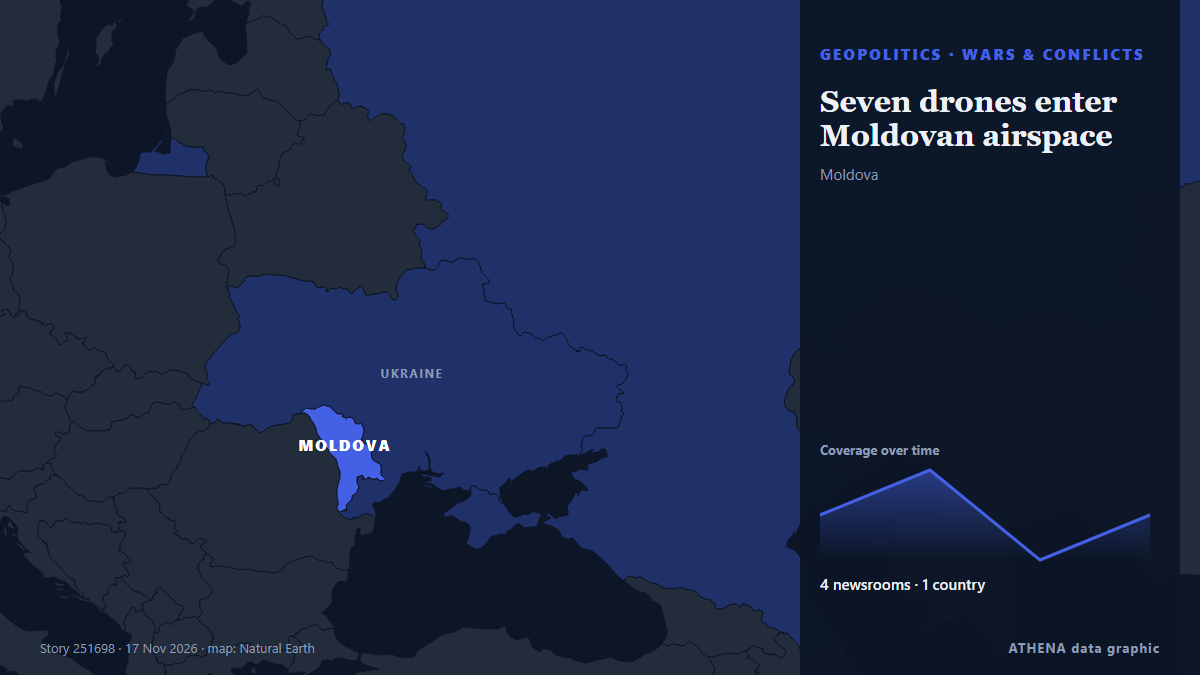 GEOPOLITICS · WARS & CONFLICTS
Seven drones enter
Moldovan airspace
Moldova
UKRAINE
MOLDOVA
Coverage over time
4 newsrooms · 1 country
Story 251698 · 17 Nov 2026 · map: Natural Earth
ATHENA data graphic